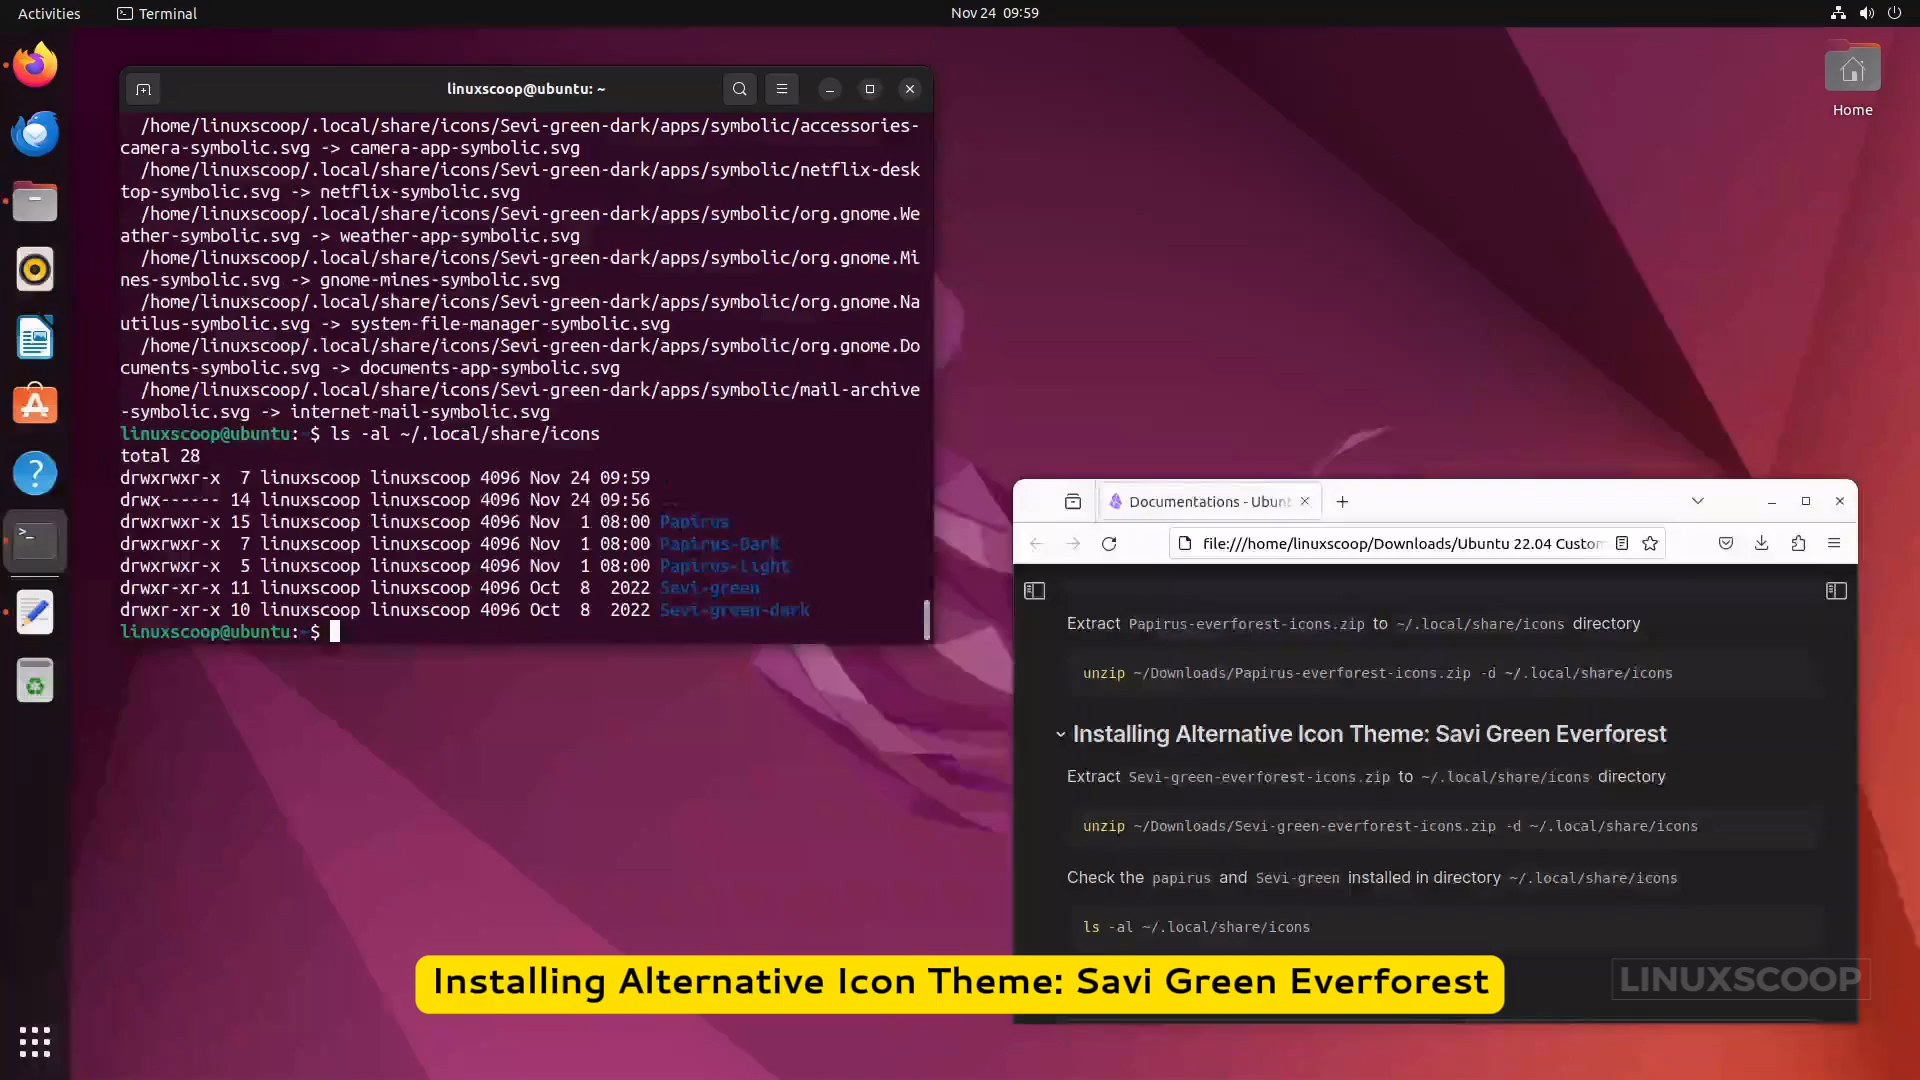 Activities
Terminal
Nov 24 09:59
Home
linuxscoop@ubuntu: ~
/home/linuxscoop/.local/share/icons/Sevi-green-dark/apps/symbolic/accessories-
camera-symbolic.svg -> camera-app-symbolic.svg
/home/linuxscoop/.local/share/icons/Sevi-green-dark/apps/symbolic/netflix-desk
top-symbolic.svg -> netflix-symbolic.svg
/home/linuxscoop/.local/share/icons/Sevi-green-dark/apps/symbolic/org.gnome.We
ather-symbolic.svg -> weather-app-symbolic.svg
/home/linuxscoop/.local/share/icons/Sevi-green-dark/apps/symbolic/org.gnome.Mi
nes-symbolic.svg -> gnome-mines-symbolic.svg
/home/linuxscoop/.local/share/icons/Sevi-green-dark/apps/symbolic/org.gnome.Na
utilus-symbolic.svg -> system-file-manager-symbolic.svg
/home/linuxscoop/.local/share/icons/Sevi-green-dark/apps/symbolic/org.gnome.Do
cuments-symbolic.svg -> documents-app-symbolic.svg
/home/linuxscoop/.local/share/icons/Sevi-green-dark/apps/symbolic/mail-archive
-symbolic.svg -> internet-mail-symbolic.svg
linuxscoop@ubuntu:~$ ls -al ~/.local/share/icons
total 28
drwxrwxr-x 7 linuxscoop linuxscoop 4096 Nov 24 09:59 .
drwx------ 14 linuxscoop linuxscoop 4096 Nov 24 09:56 ..
drwxrwxr-x 15 linuxscoop linuxscoop 4096 Nov 1 08:00 Papirus
drwxrwxr-x 7 linuxscoop linuxscoop 4096 Nov 1 08:00 Papirus-Dark
drwxrwxr-x 5 linuxscoop linuxscoop 4096 Nov 1 08:00 Papirus-Light
drwxr-xr-x 11 linuxscoop linuxscoop 4096 Oct 8 2022 Sevi-green
drwxr-xr-x 10 linuxscoop linuxscoop 4096 Oct 8 2022 Sevi-green-dark
linuxscoop@ubuntu:~$
Documentations - Ubun
file:///home/linuxscoop/Downloads/Ubuntu 22.04 Custom
Extract Papirus-everforest-icons.zip to ~/.local/share/icons directory
unzip ~/Downloads/Papirus-everforest-icons.zip -d ~/.local/share/icons
Installing Alternative Icon Theme: Savi Green Everforest
Extract Sevi-green-everforest-icons.zip to ~/.local/share/icons directory
unzip ~/Downloads/Sevi-green-everforest-icons.zip -d ~/.local/share/icons
Check the papirus and Sevi-green installed in directory ~/.local/share/icons
ls -al ~/.local/share/icons
Installing Alternative Icon Theme: Savi Green Everforest
LINUXSCOOP